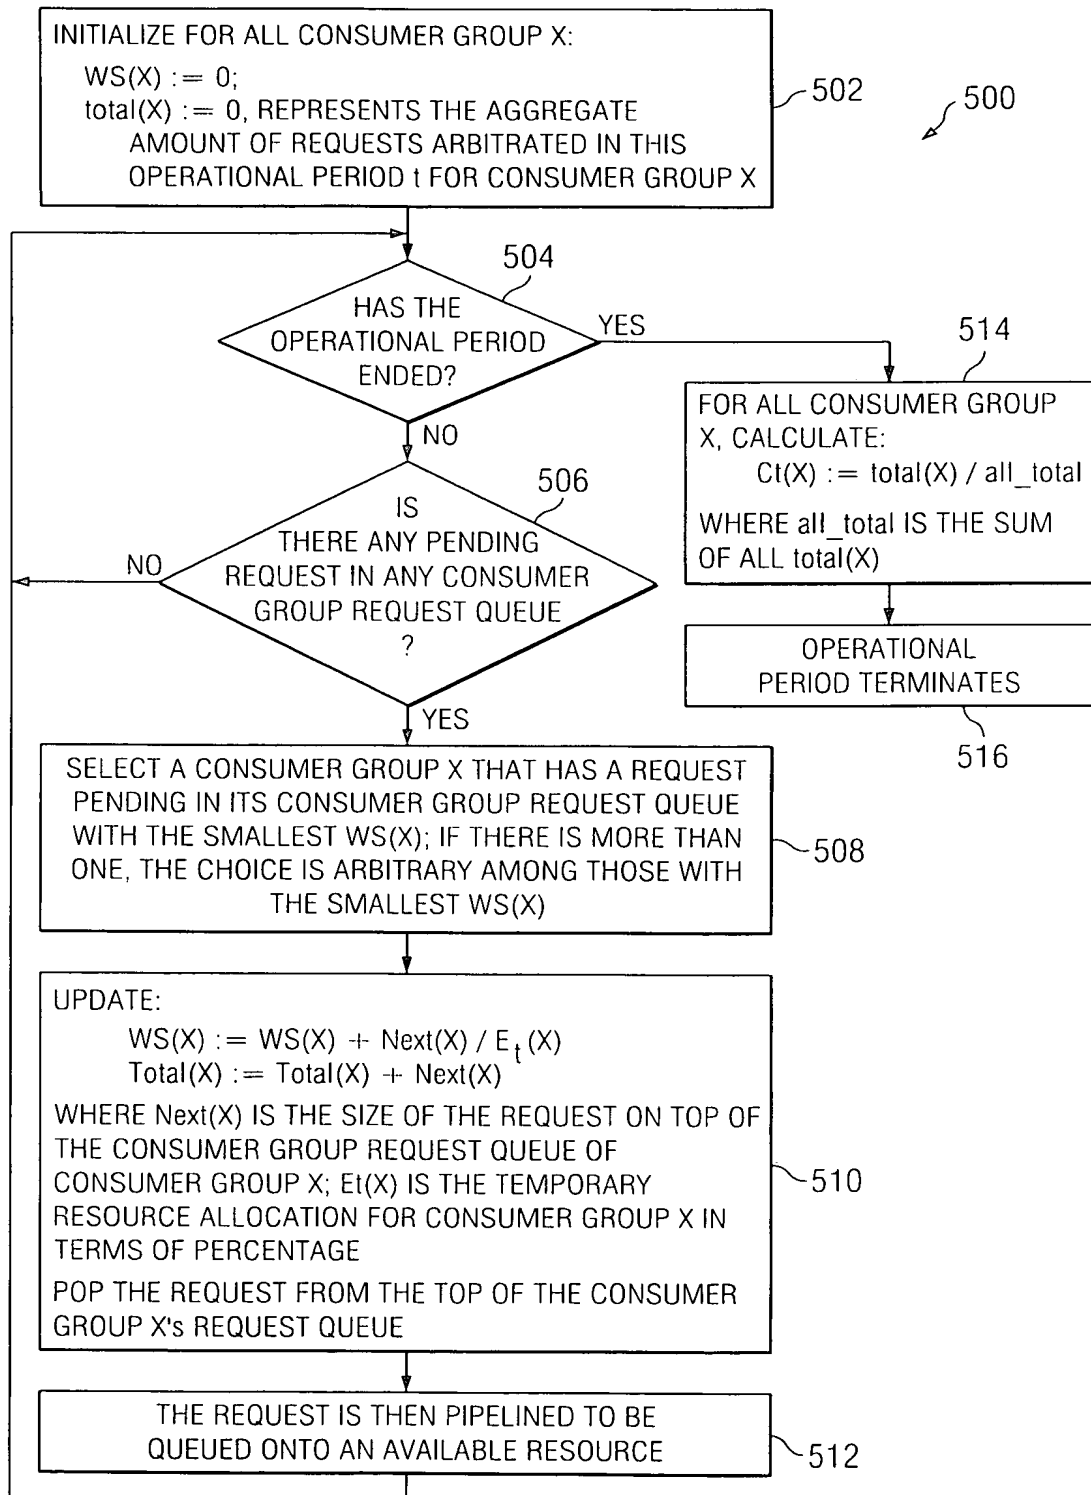 INITIALIZE FOR ALL CONSUMER GROUP X:
WS(X) := 0;
total(X) := 0, REPRESENTS THE AGGREGATE
AMOUNT OF REQUESTS ARBITRATED IN THIS
OPERATIONAL PERIOD t FOR CONSUMER GROUP X
502
500
504
HAS THE
OPERATIONAL PERIOD
ENDED?
YES
NO
514
FOR ALL CONSUMER GROUP
X, CALCULATE:
Ct(X) := total(X) / all_total
WHERE all_total IS THE SUM
OF ALL total(X)
506
IS
THERE ANY PENDING
REQUEST IN ANY CONSUMER
GROUP REQUEST QUEUE
?
NO
YES
OPERATIONAL
PERIOD TERMINATES
516
SELECT A CONSUMER GROUP X THAT HAS A REQUEST
PENDING IN ITS CONSUMER GROUP REQUEST QUEUE
WITH THE SMALLEST WS(X); IF THERE IS MORE THAN
ONE, THE CHOICE IS ARBITRARY AMONG THOSE WITH
THE SMALLEST WS(X)
508
UPDATE:
WS(X) := WS(X) + Next(X) / E_t (X)
Total(X) := Total(X) + Next(X)
WHERE Next(X) IS THE SIZE OF THE REQUEST ON TOP OF
THE CONSUMER GROUP REQUEST QUEUE OF
CONSUMER GROUP X; Et(X) IS THE TEMPORARY
RESOURCE ALLOCATION FOR CONSUMER GROUP X IN
TERMS OF PERCENTAGE
POP THE REQUEST FROM THE TOP OF THE CONSUMER
GROUP X's REQUEST QUEUE
510
THE REQUEST IS THEN PIPELINED TO BE
QUEUED ONTO AN AVAILABLE RESOURCE
512